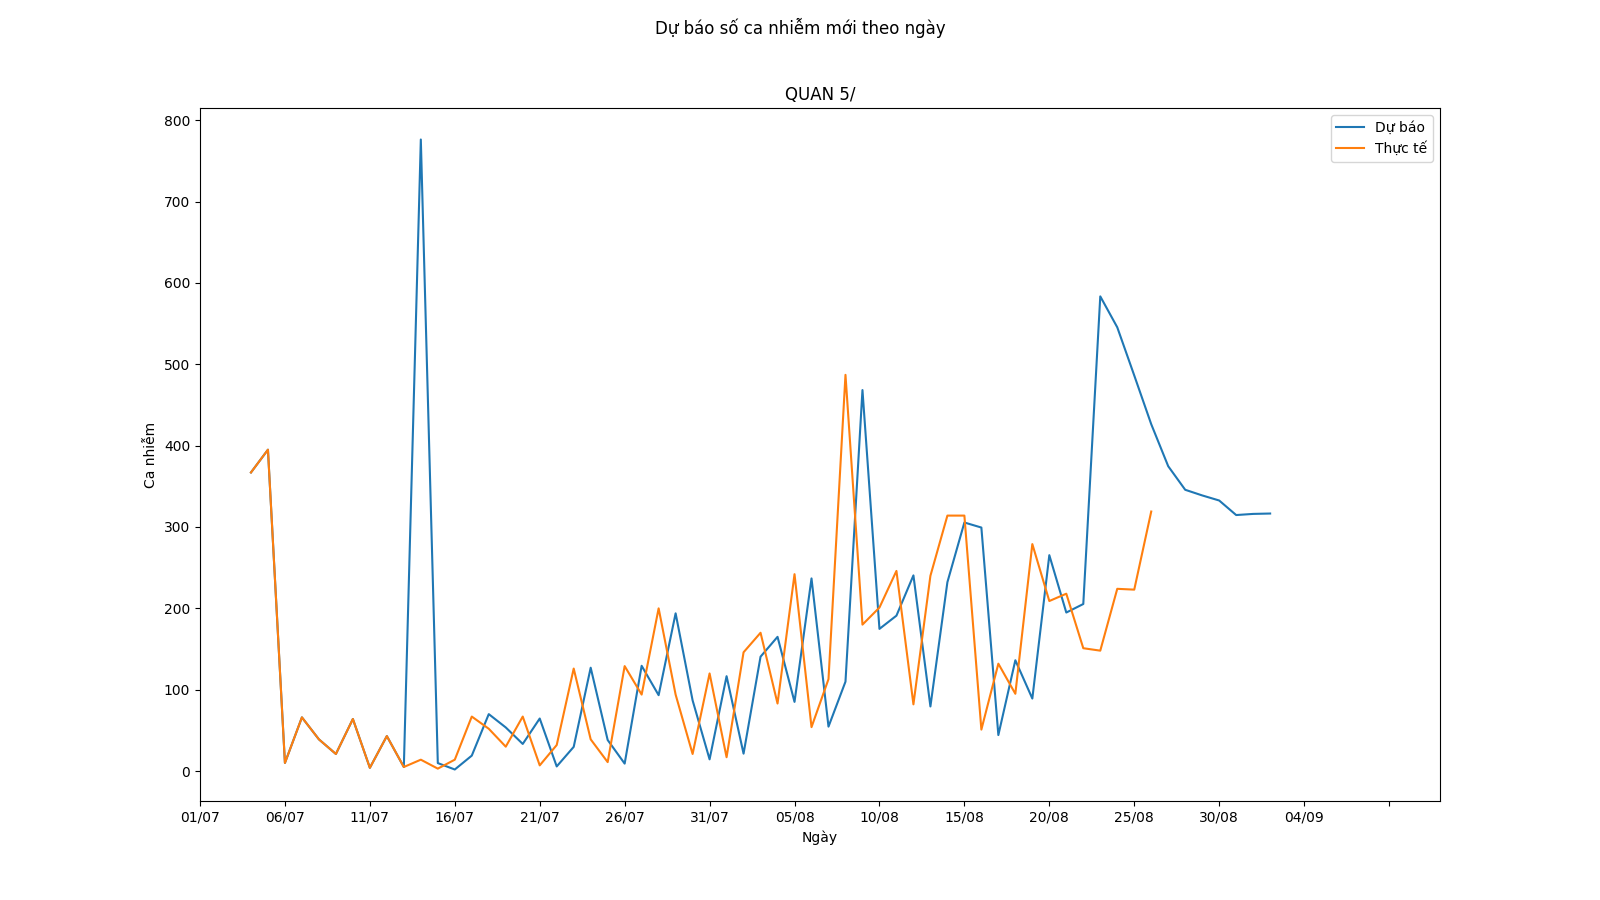 Dự báo số ca nhiễm mới theo ngày
QUAN 5/
Dự báo
Thực tế
800
700
600
500
400
300
200
100
0
Ca nhiễm
01/07 06/07 11/07 16/07 21/07 26/07 31/07 05/08 10/08 15/08 20/08 25/08 30/08 04/09
Ngày